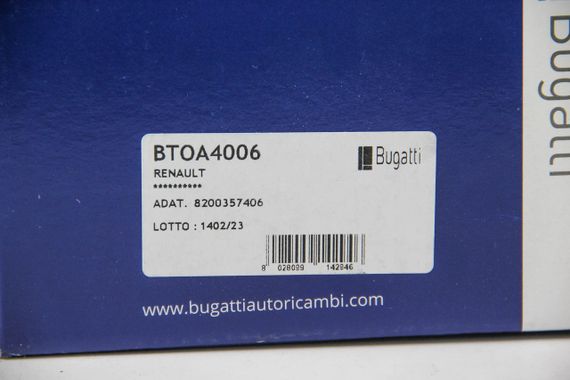 Bugatti
BTOA4006
Bugatti
RENAULT
**********
ADAT. 8200357406
LOTTO : 1402/23
8 028099 142946
www.bugattiautoricambi.com